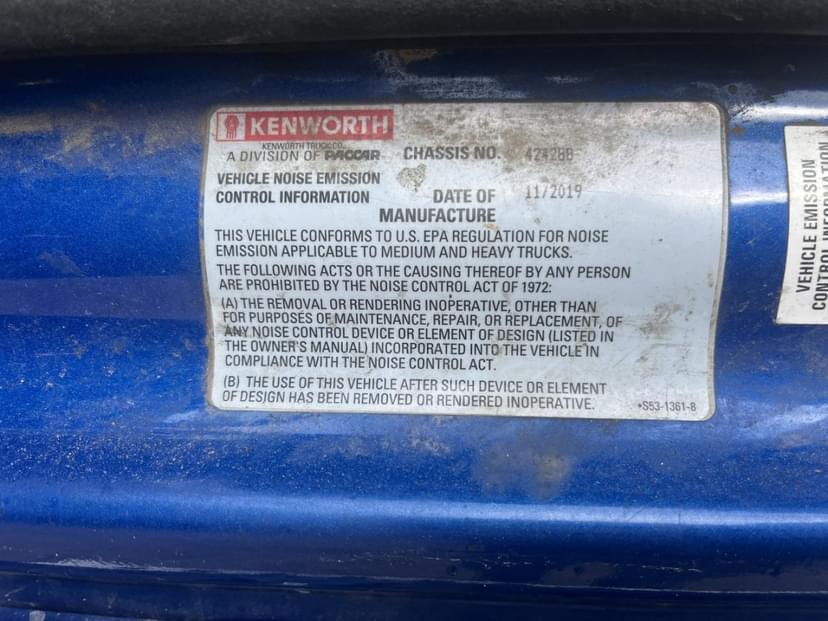 KENWORTH
KENWORTH TRUCK CO.
A DIVISION OF PACCAR CHASSIS NO.
VEHICLE NOISE EMISSION
CONTROL INFORMATION
DATE OF 11/2019
MANUFACTURE
THIS VEHICLE CONFORMS TO U.S. EPA REGULATION FOR NOISE
EMISSION APPLICABLE TO MEDIUM AND HEAVY TRUCKS.
THE FOLLOWING ACTS OR THE CAUSING THEREOF BY ANY PERSON
ARE PROHIBITED BY THE NOISE CONTROL ACT OF 1972:
(A) THE REMOVAL OR RENDERING INOPERATIVE, OTHER THAN
FOR PURPOSES OF MAINTENANCE, REPAIR, OR REPLACEMENT, OF
ANY NOISE CONTROL DEVICE OR ELEMENT OF DESIGN (LISTED IN
THE OWNER'S MANUAL) INCORPORATED INTO THE VEHICLE IN
COMPLIANCE WITH THE NOISE CONTROL ACT.
(B) THE USE OF THIS VEHICLE AFTER SUCH DEVICE OR ELEMENT
OF DESIGN HAS BEEN REMOVED OR RENDERED INOPERATIVE.
•S53-1361-8
VEHICLE EMISSION
CONTROL INFORMATION